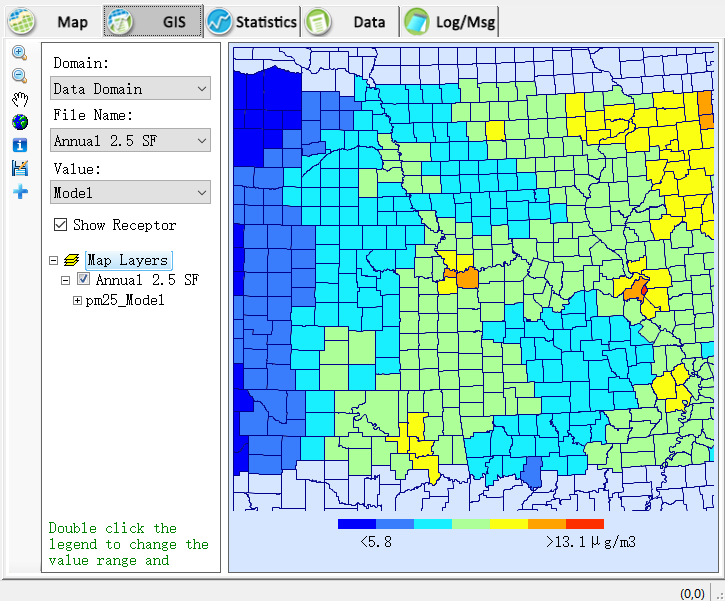 Map GIS Statistics Data Log/Msg
Domain:
Data Domain
File Name:
Annual 2.5 SF
Value:
Model
Show Receptor
Map Layers
Annual 2.5 SF
pm25_Model
Double click the
legend to change the
value range and
<5.8 >13.1 μg/m3
(0,0)